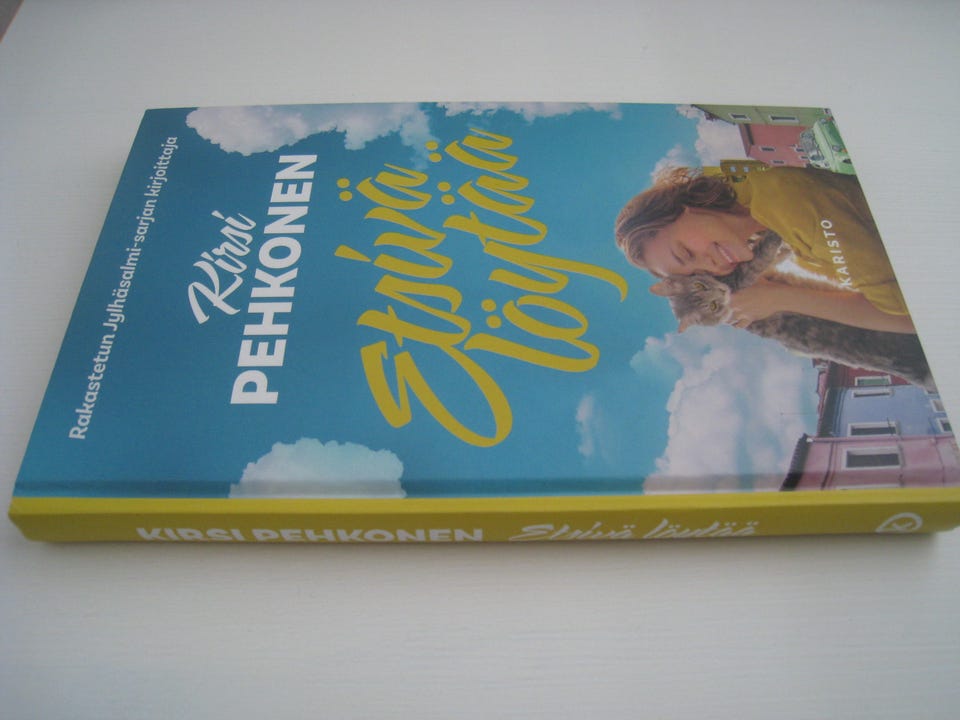 Rakastetun Jylhäsalmi-sarjan kirjoittaja
Kirsi
PEHKONEN
Etsivä
löytää
KARISTO
KIRSI PEHKONEN Etsivä löytää
K